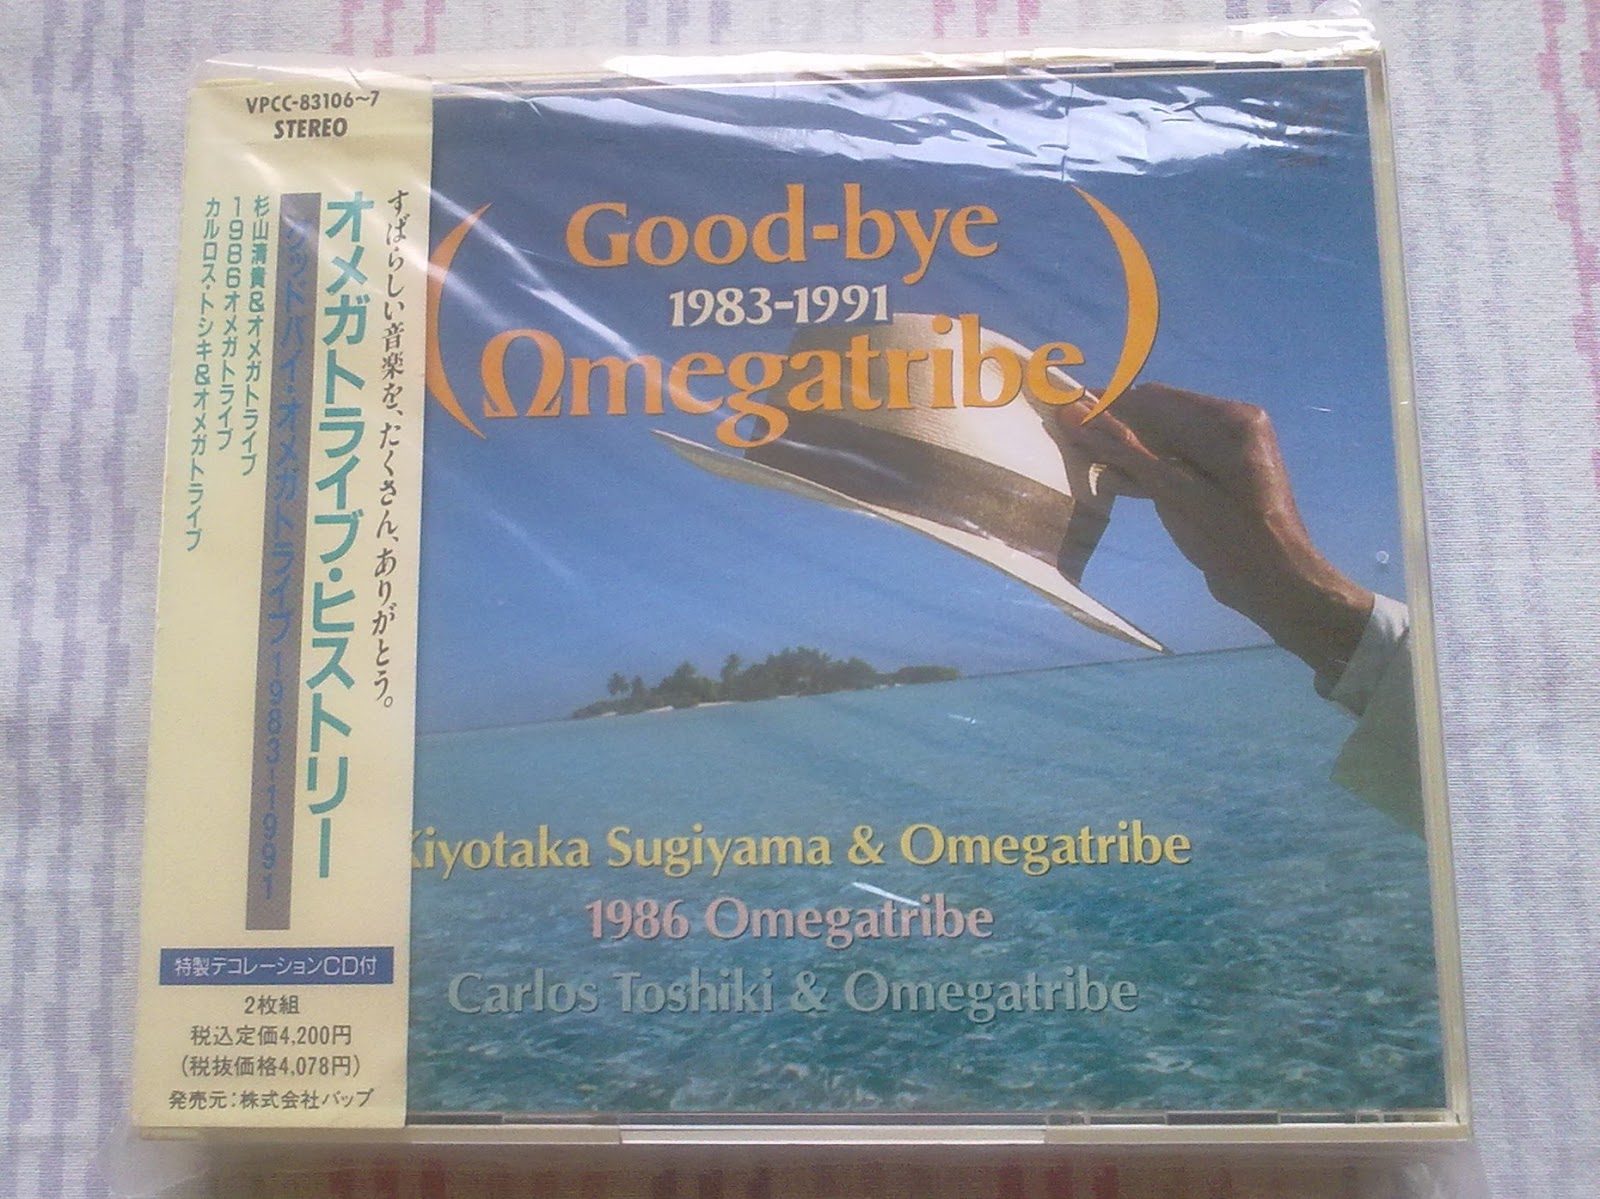 VPCC-83106~7
STEREO
すばらしい音楽を、たくさん、ありがとう。
オメガトライブ・ヒストリー
グッドバイ・オメガトライブ1983-1991
杉山清貴&オメガトライブ
1986オメガトライブ
カルロス・トシキ&オメガトライブ
特製デコレーションCD付
2枚組
税込定価4,200円
(税抜価格4,078円)
発売元:株式会社バップ
Good-bye
1983-1991
Ωmegatribe
Kiyotaka Sugiyama & Omegatribe
1986 Omegatribe
Carlos Toshiki & Omegatribe